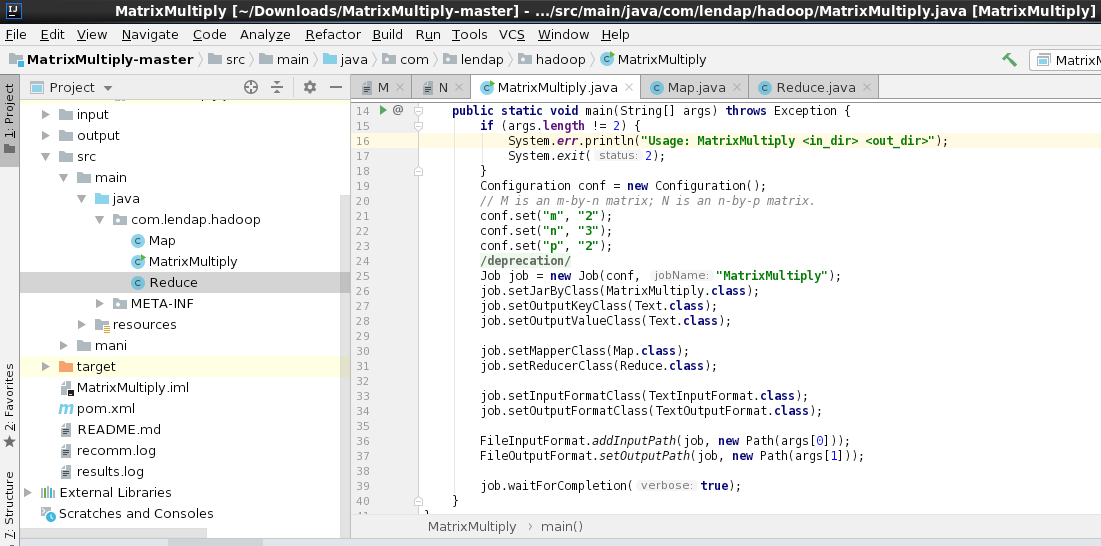 MatrixMultiply [~/Downloads/MatrixMultiply-master] - .../src/main/java/com/lendap/hadoop/MatrixMultiply.java [MatrixMultiply]
File Edit View Navigate Code Analyze Refactor Build Run Tools VCS Window Help
MatrixMultiply-master src main java com lendap hadoop MatrixMultiply MatrixM
1: Project
2: Favorites
7: Structure
Project
input
output
src
main
java
com.lendap.hadoop
Map
MatrixMultiply
Reduce
META-INF
resources
mani
target
MatrixMultiply.iml
pom.xml
README.md
recomm.log
results.log
External Libraries
Scratches and Consoles
M N MatrixMultiply.java Map.java Reduce.java
14 @ public static void main(String[] args) throws Exception {
15 if (args.length != 2) {
16 System.err.println("Usage: MatrixMultiply <in_dir> <out_dir>");
17 System.exit( status: 2);
18 }
19 Configuration conf = new Configuration();
20 // M is an m-by-n matrix; N is an n-by-p matrix.
21 conf.set("m", "2");
22 conf.set("n", "3");
23 conf.set("p", "2");
24 /deprecation/
25 Job job = new Job(conf, jobName: "MatrixMultiply");
26 job.setJarByClass(MatrixMultiply.class);
27 job.setOutputKeyClass(Text.class);
28 job.setOutputValueClass(Text.class);
29
30 job.setMapperClass(Map.class);
31 job.setReducerClass(Reduce.class);
32
33 job.setInputFormatClass(TextInputFormat.class);
34 job.setOutputFormatClass(TextOutputFormat.class);
35
36 FileInputFormat.addInputPath(job, new Path(args[0]));
37 FileOutputFormat.setOutputPath(job, new Path(args[1]));
38
39 job.waitForCompletion( verbose: true);
40 }
MatrixMultiply › main()